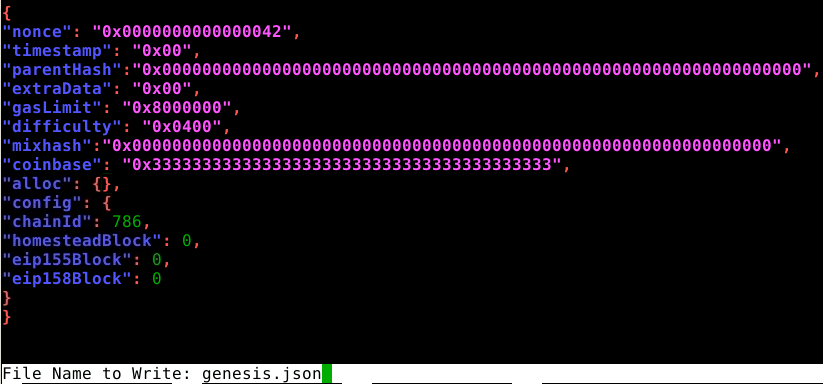 {
"nonce": "0x0000000000000042",
"timestamp": "0x00",
"parentHash":"0x0000000000000000000000000000000000000000000000000000000000000000",
"extraData": "0x00",
"gasLimit": "0x8000000",
"difficulty": "0x0400",
"mixhash":"0x0000000000000000000000000000000000000000000000000000000000000000",
"coinbase": "0x3333333333333333333333333333333333333333",
"alloc": {},
"config": {
"chainId": 786,
"homesteadBlock": 0,
"eip155Block": 0,
"eip158Block": 0
}
}
File Name to Write: genesis.json